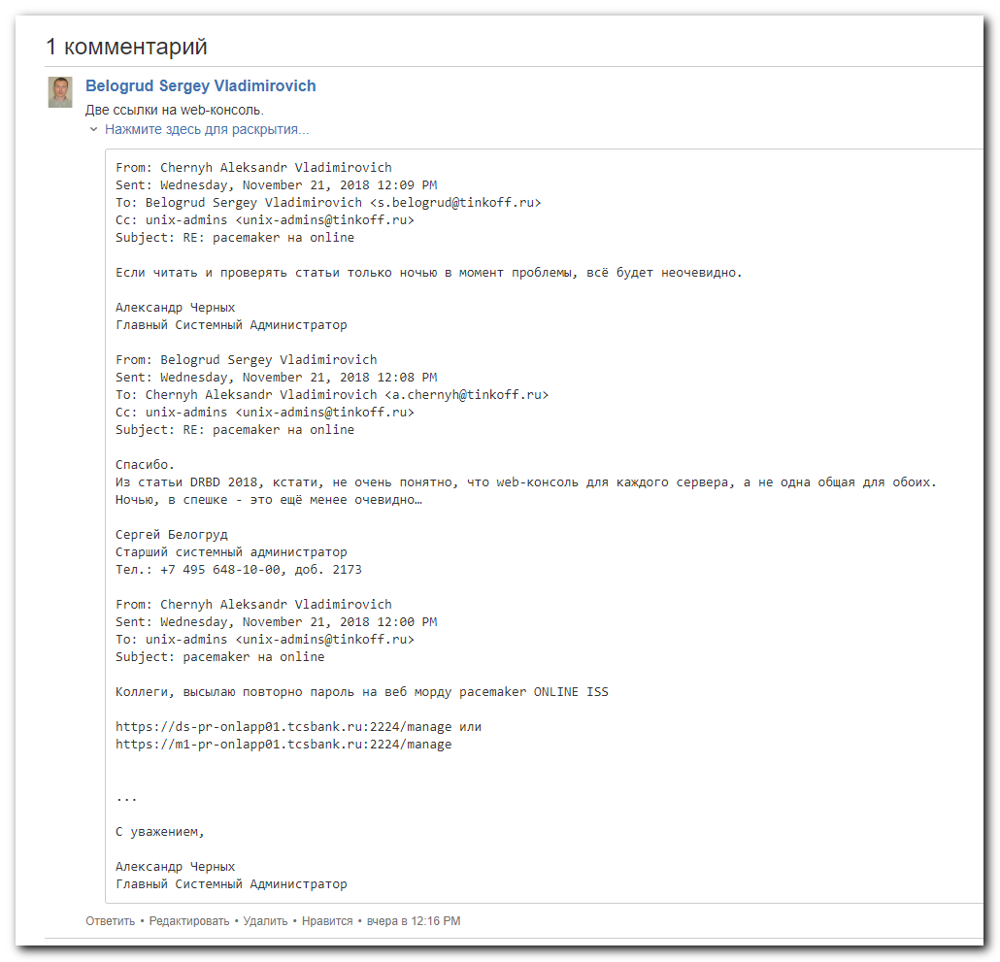 1 комментарий
Belogrud Sergey Vladimirovich
Две ссылки на web-консоль.
Нажмите здесь для раскрытия...
From: Chernyh Aleksandr Vladimirovich
Sent: Wednesday, November 21, 2018 12:09 PM
To: Belogrud Sergey Vladimirovich <s.belogrud@tinkoff.ru>
Cc: unix-admins <unix-admins@tinkoff.ru>
Subject: RE: pacemaker на online
Если читать и проверять статьи только ночью в момент проблемы, всё будет неочевидно.
Александр Черных
Главный Системный Администратор
From: Belogrud Sergey Vladimirovich
Sent: Wednesday, November 21, 2018 12:08 PM
To: Chernyh Aleksandr Vladimirovich <a.chernyh@tinkoff.ru>
Cc: unix-admins <unix-admins@tinkoff.ru>
Subject: RE: pacemaker на online
Спасибо.
Из статьи DRBD 2018, кстати, не очень понятно, что web-консоль для каждого сервера, а не одна общая для обоих.
Ночью, в спешке - это ещё менее очевидно…
Сергей Белогруд
Старший системный администратор
Тел.: +7 495 648-10-00, доб. 2173
From: Chernyh Aleksandr Vladimirovich
Sent: Wednesday, November 21, 2018 12:00 PM
To: unix-admins <unix-admins@tinkoff.ru>
Subject: pacemaker на online
Коллеги, высылаю повторно пароль на веб морду pacemaker ONLINE ISS
https://ds-pr-onlapp01.tcsbank.ru:2224/manage или
https://m1-pr-onlapp01.tcsbank.ru:2224/manage
...
С уважением,
Александр Черных
Главный Системный Администратор
Ответить • Редактировать • Удалить • Нравится • вчера в 12:16 PM